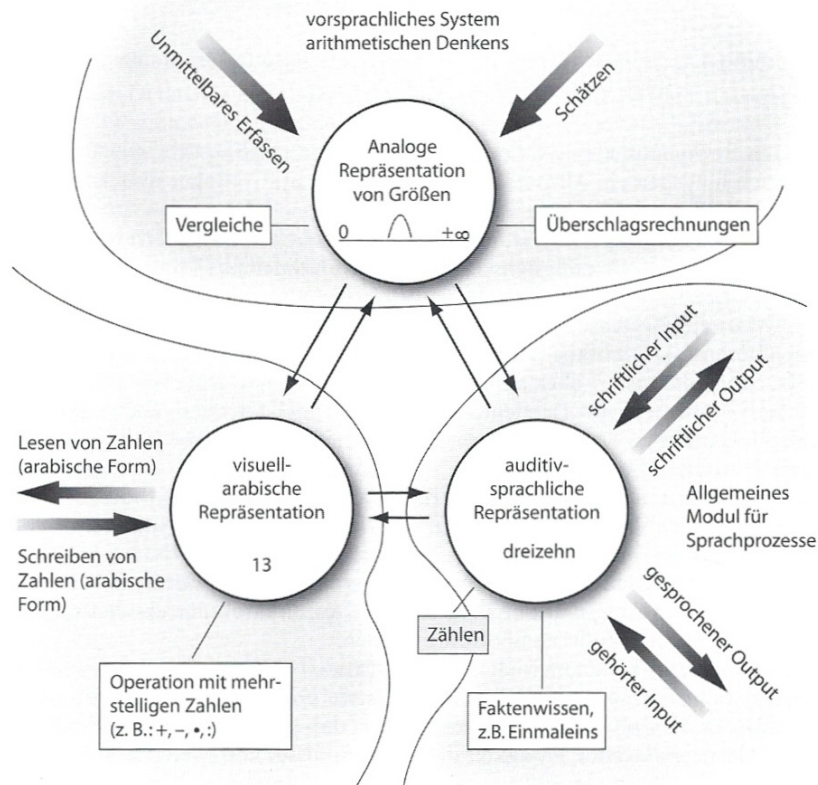 vorsprachliches System
arithmetischen Denkens
Unmittelbares Erfassen
Schätzen
Analoge
Repräsentation
von Größen
0
+∞
Vergleiche
Überschlagsrechnungen
schriftlicher Input
schriftlicher Output
Lesen von Zahlen
(arabische Form)
Schreiben von
Zahlen (arabische
Form)
visuell-
arabische
Repräsentation
13
auditiv-
sprachliche
Repräsentation
dreizehn
Allgemeines
Modul für
Sprachprozesse
gesprochener Output
gehörter Input
Zählen
Operation mit mehr-
stelligen Zahlen
(z. B.: +, –, •, :)
Faktenwissen,
z.B. Einmaleins